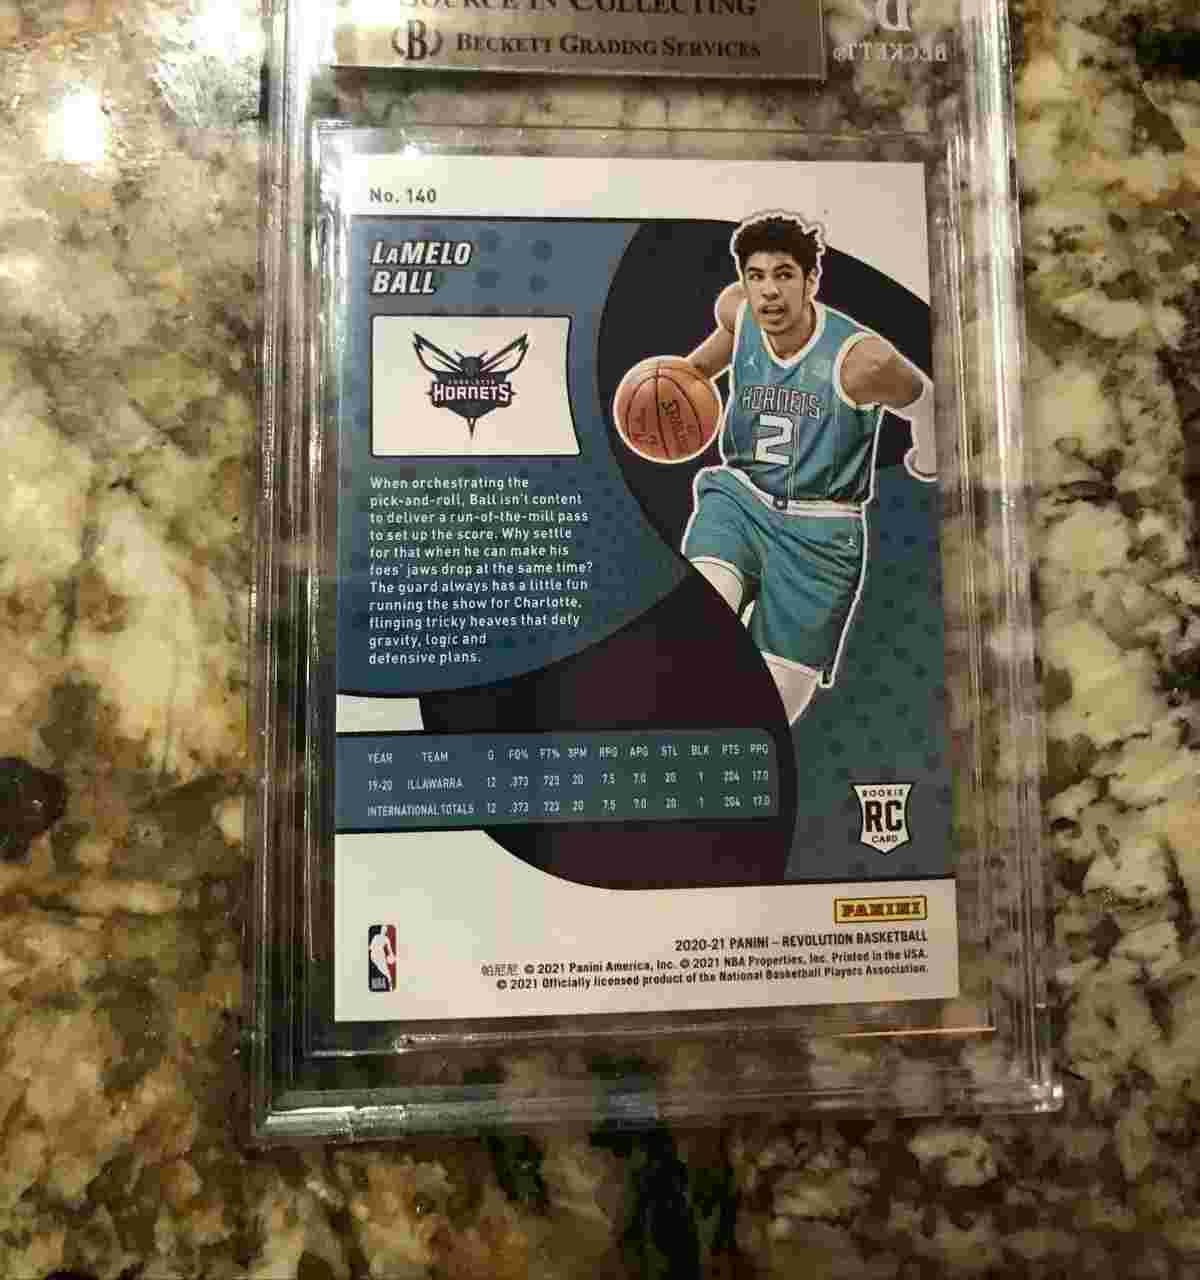 SOURCE IN COLLECTING
B BECKETT GRADING SERVICES
BECKETT
No. 140
LAMELO
BALL
CHARLOTTE
HORNETS
When orchestrating the
pick-and-roll, Ball isn't content
to deliver a run-of-the-mill pass
to set up the score. Why settle
for that when he can make his
foes' jaws drop at the same time?
The guard always has a little fun
running the show for Charlotte,
flinging tricky heaves that defy
gravity, logic and
defensive plans.
SPALDING
HORNETS
2
YEAR TEAM G FG% FT% 3PM RPG APG STL BLK PTS PPG
19-20 ILLAWARRA 12 .373 .723 20 7.5 7.0 20 1 204 17.0
INTERNATIONAL TOTALS 12 .373 .723 20 7.5 7.0 20 1 204 17.0
ROOKIE
RC
CARD
PANINI
NBA
2020-21 PANINI – REVOLUTION BASKETBALL
帕尼尼 © 2021 Panini America, Inc. © 2021 NBA Properties, Inc. Printed in the USA.
© 2021 Officially licensed product of the National Basketball Players Association.